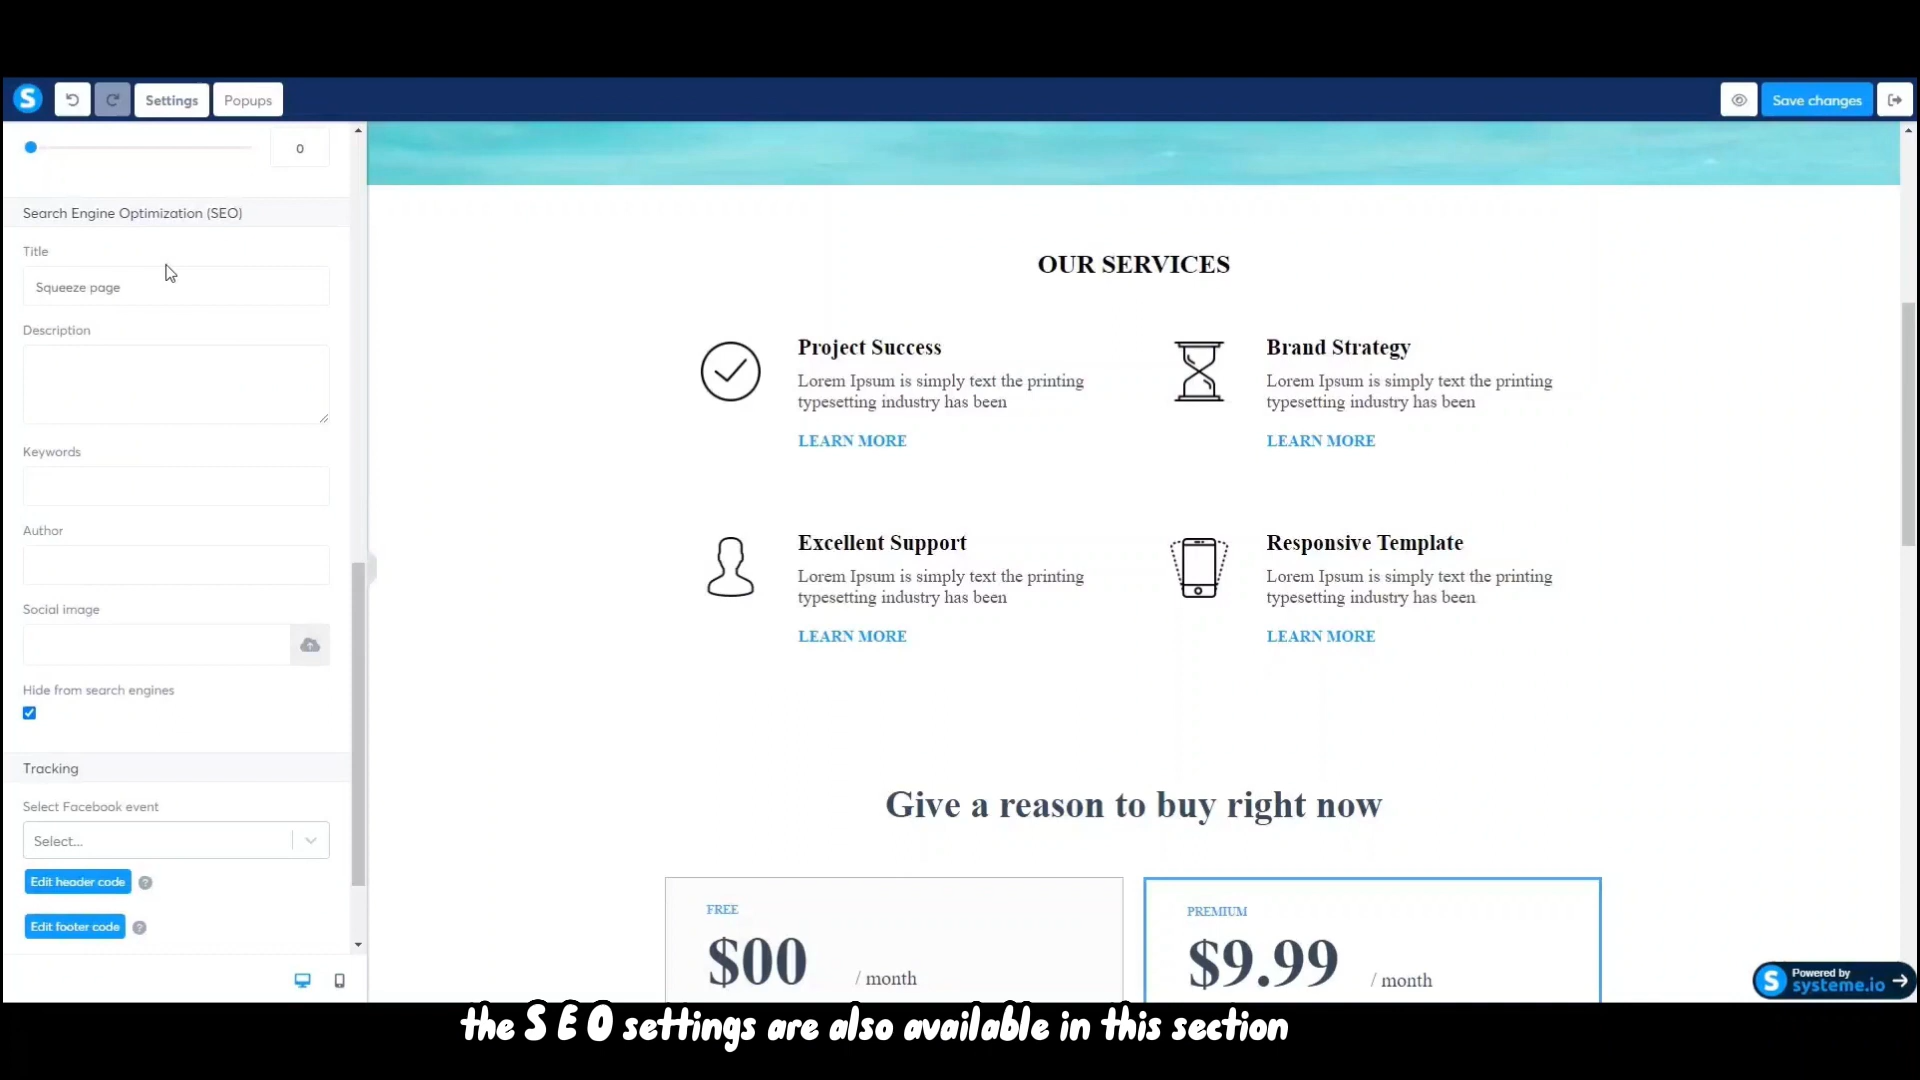 S Settings Popups Save changes
0
Search Engine Optimization (SEO)
Title
Squeeze page
Description
Keywords
Author
Social image
Hide from search engines
Tracking
Select Facebook event
Select...
Edit header code ?
Edit footer code ?
OUR SERVICES
Project Success
Lorem Ipsum is simply text the printing
typesetting industry has been
LEARN MORE
Brand Strategy
Lorem Ipsum is simply text the printing
typesetting industry has been
LEARN MORE
Excellent Support
Lorem Ipsum is simply text the printing
typesetting industry has been
LEARN MORE
Responsive Template
Lorem Ipsum is simply text the printing
typesetting industry has been
LEARN MORE
Give a reason to buy right now
FREE
$00 / month
PREMIUM
$9.99 / month
S Powered by
systeme.io
the S E O settings are also available in this section